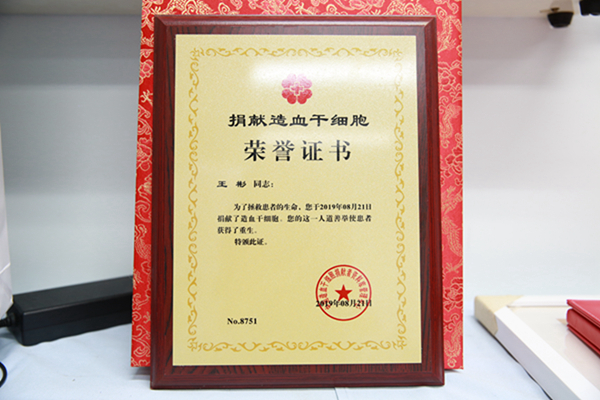 捐献造血干细胞
荣誉证书
王彬 同志:
为了拯救患者的生命，您于2019年08月21日
捐献了造血干细胞。您的这一人道善举使患者
获得了重生。
特颁此证。
2019年08月21日
No.8751